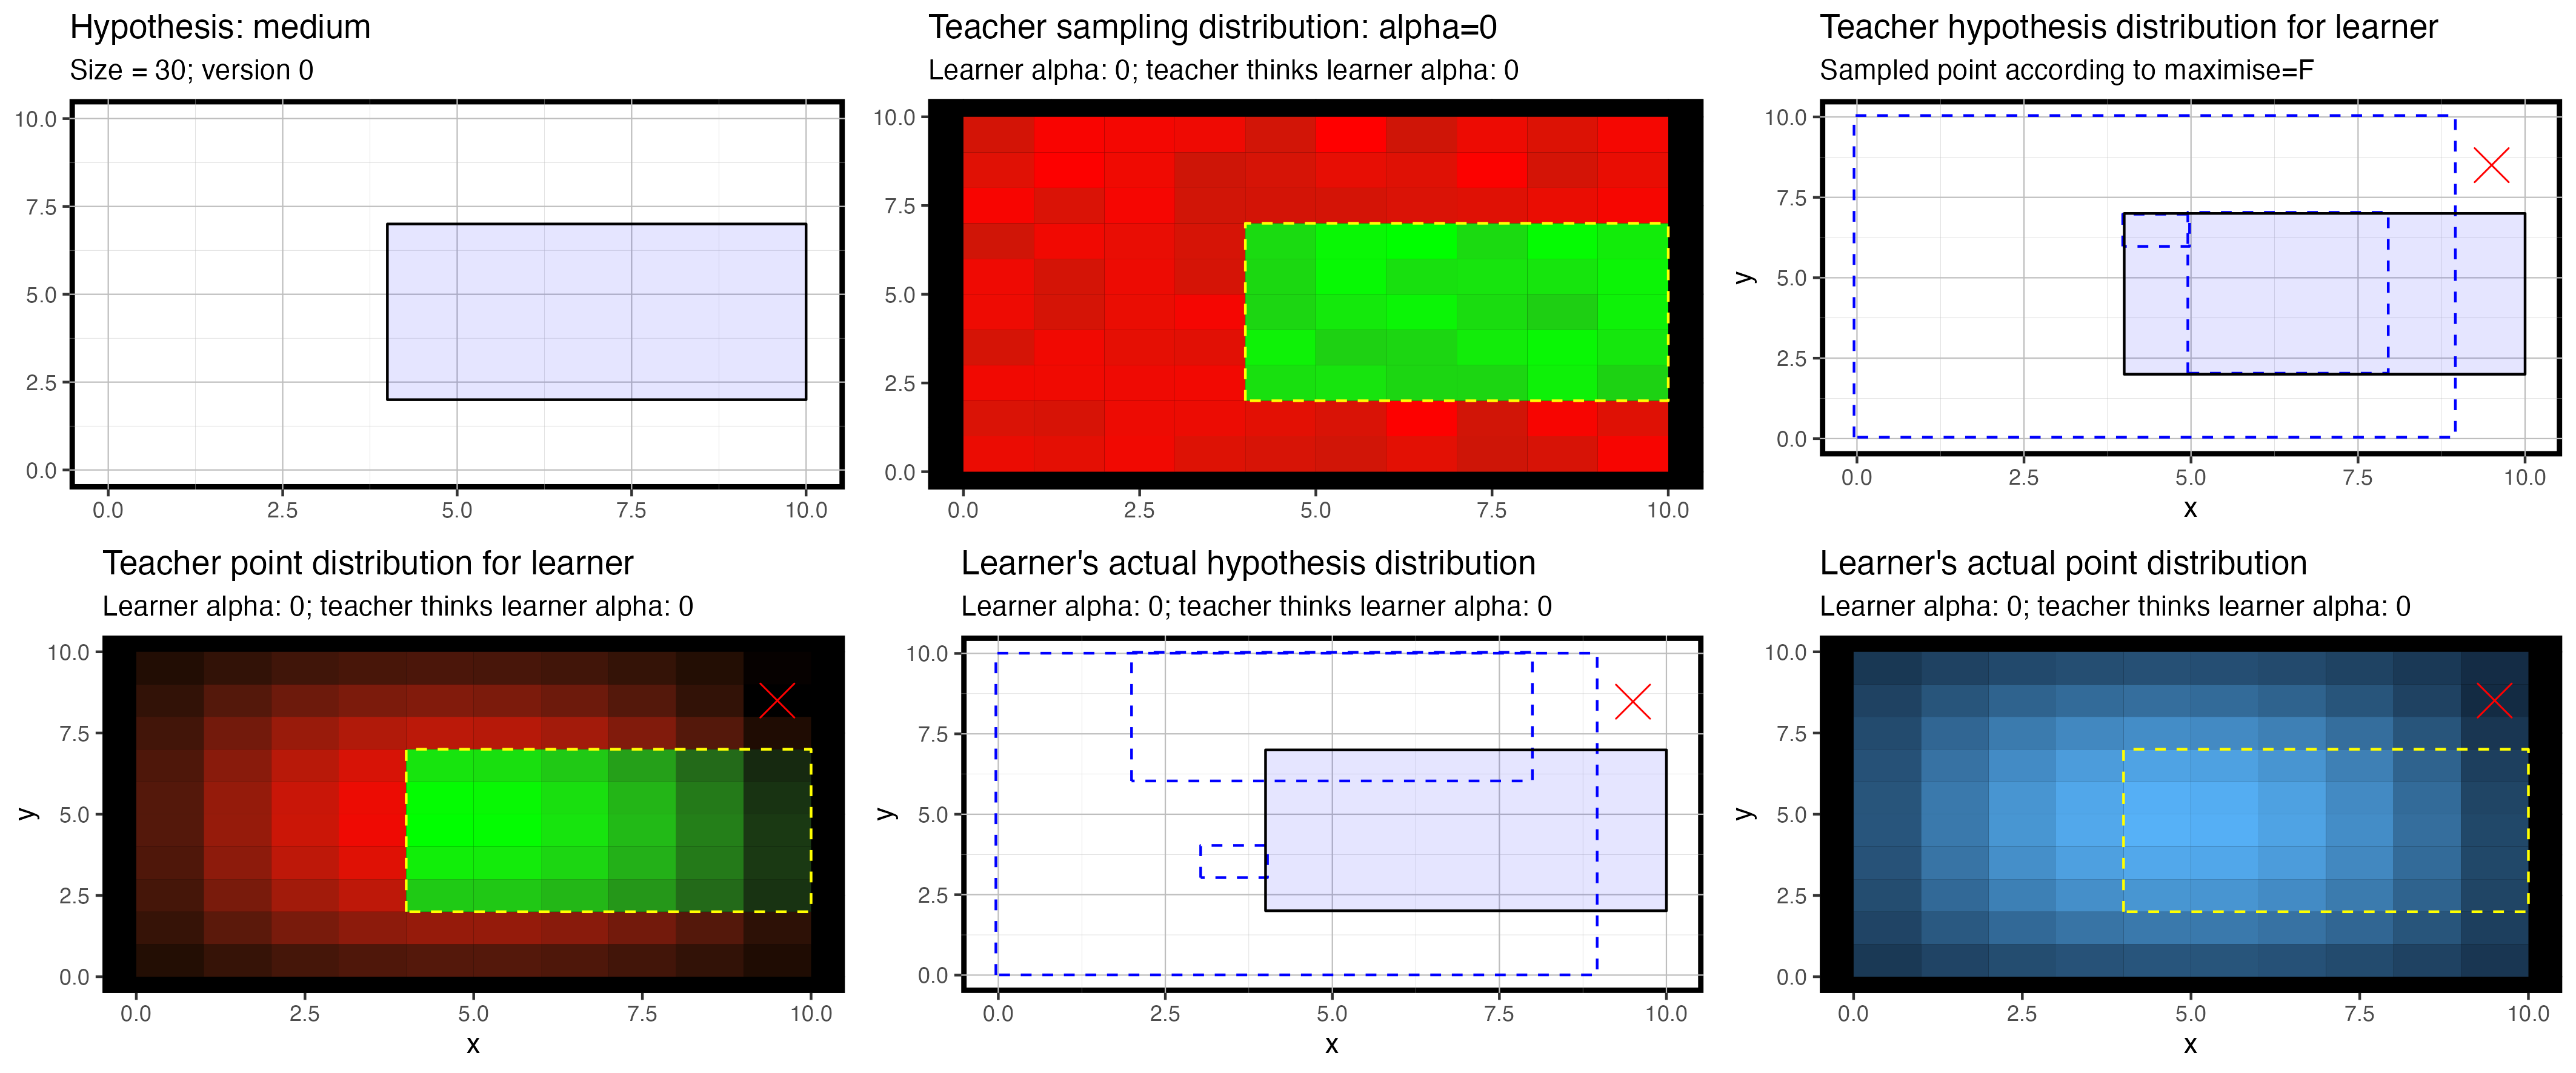 Hypothesis: medium
Size = 30; version 0
10.0
7.5
5.0
2.5
0.0
0.0 2.5 5.0 7.5 10.0
Teacher sampling distribution: alpha=0
Learner alpha: 0; teacher thinks learner alpha: 0
10.0
7.5
5.0
2.5
0.0
0.0 2.5 5.0 7.5 10.0
Teacher hypothesis distribution for learner
Sampled point according to maximise=F
10.0
7.5
y
5.0
2.5
0.0
0.0 2.5 5.0 7.5 10.0
x
Teacher point distribution for learner
Learner alpha: 0; teacher thinks learner alpha: 0
10.0
7.5
y
5.0
2.5
0.0
0.0 2.5 5.0 7.5 10.0
x
Learner's actual hypothesis distribution
Learner alpha: 0; teacher thinks learner alpha: 0
10.0
7.5
y
5.0
2.5
0.0
0.0 2.5 5.0 7.5 10.0
x
Learner's actual point distribution
Learner alpha: 0; teacher thinks learner alpha: 0
10.0
7.5
y
5.0
2.5
0.0
0.0 2.5 5.0 7.5 10.0
x